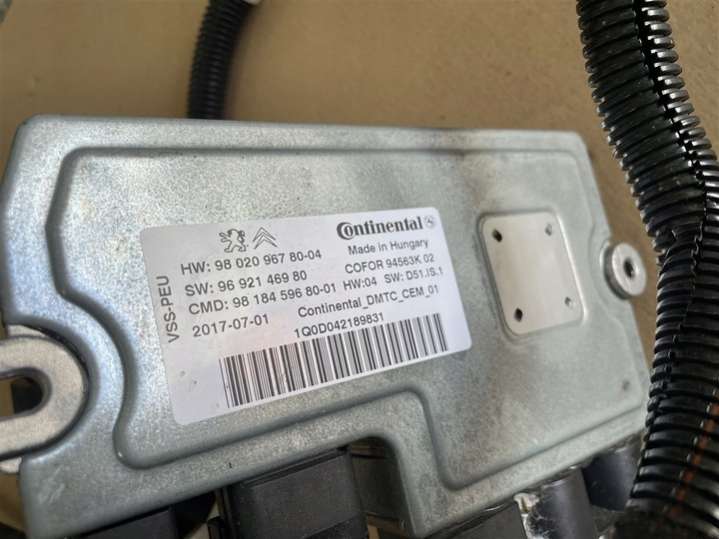 VSS-PEU
Continental
Made in Hungary
HW: 98 020 967 80-04
COFOR 94563K.02
SW: 96 921 469 80
HW:04 SW: D51.IS.1
CMD: 98 184 596 80-01
Continental_DMTC_CEM_01
2017-07-01
1Q0D042189831